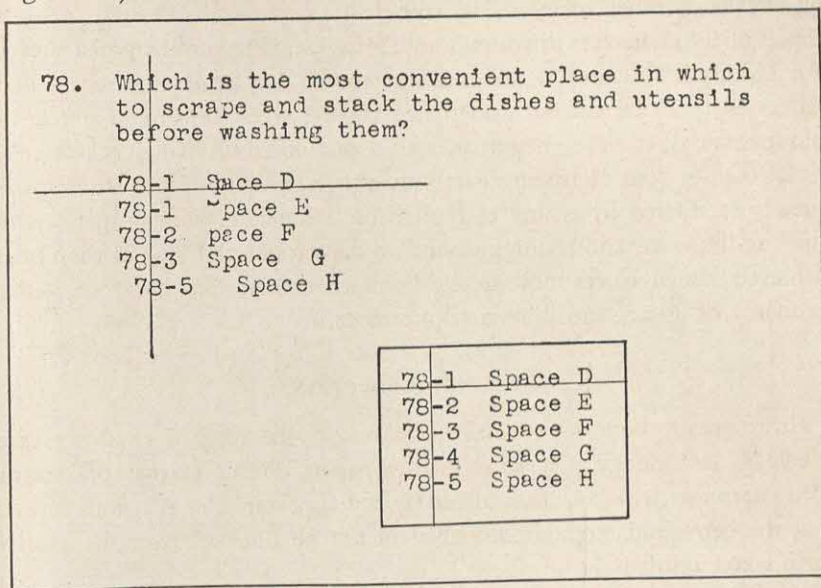 78. Which is the most convenient place in which
to scrape and stack the dishes and utensils
before washing them?
78-1 Space D
78-1 pace E
78-2 pace F
78-3 Space G
78-5 Space H
78-1 Space D
78-2 Space E
78-3 Space F
78-4 Space G
78-5 Space H